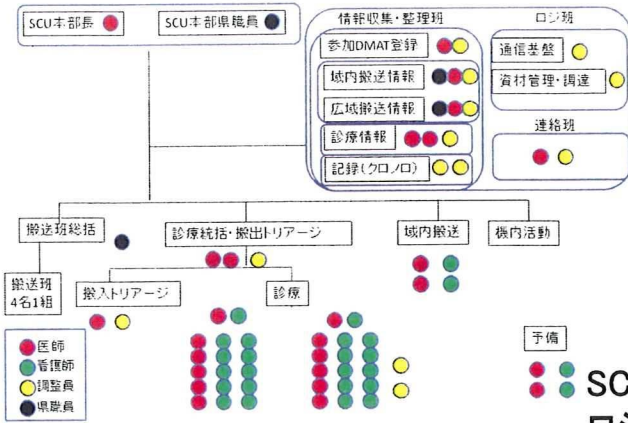 SCU本部長
SCU本部県職員
情報収集・整理班
参加DMAT登録
域内搬送情報
広域搬送情報
診療情報
記録(クロノロ)
ロジ班
通信基盤
資材管理・調達
連絡班
搬送班総括
診療統括・搬出トリアージ
域内搬送
機内活動
搬送班
4名1組
搬入トリアージ
診療
医師
看護師
調整員
県職員
予備
SC